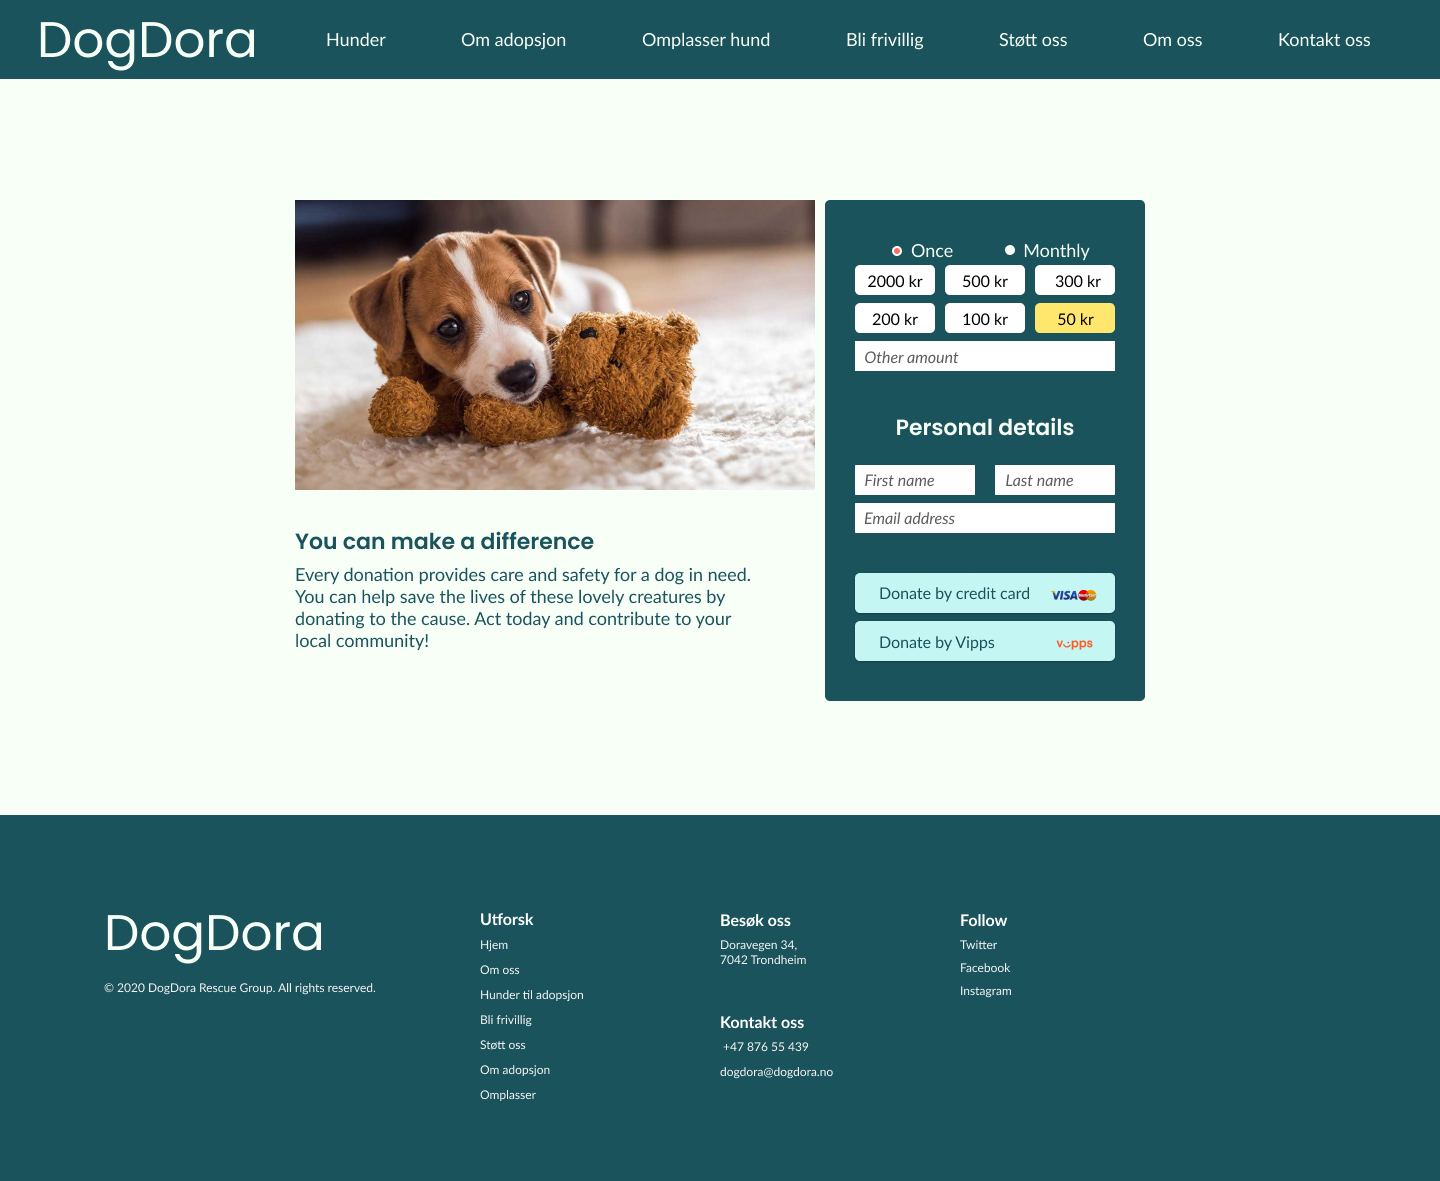 DogDora
Hunder
Om adopsjon
Omplasser hund
Bli frivillig
Støtt oss
Om oss
Kontakt oss
Once
Monthly
2000 kr
500 kr
300 kr
200 kr
100 kr
50 kr
Other amount
Personal details
First name
Last name
Email address
Donate by credit card
VISA
Donate by Vipps
vipps
You can make a difference
Every donation provides care and safety for a dog in need.
You can help save the lives of these lovely creatures by
donating to the cause. Act today and contribute to your
local community!
DogDora
© 2020 DogDora Rescue Group. All rights reserved.
Utforsk
Hjem
Om oss
Hunder til adopsjon
Bli frivillig
Støtt oss
Om adopsjon
Omplasser
Besøk oss
Doravegen 34,
7042 Trondheim
Kontakt oss
+47 876 55 439
dogdora@dogdora.no
Follow
Twitter
Facebook
Instagram